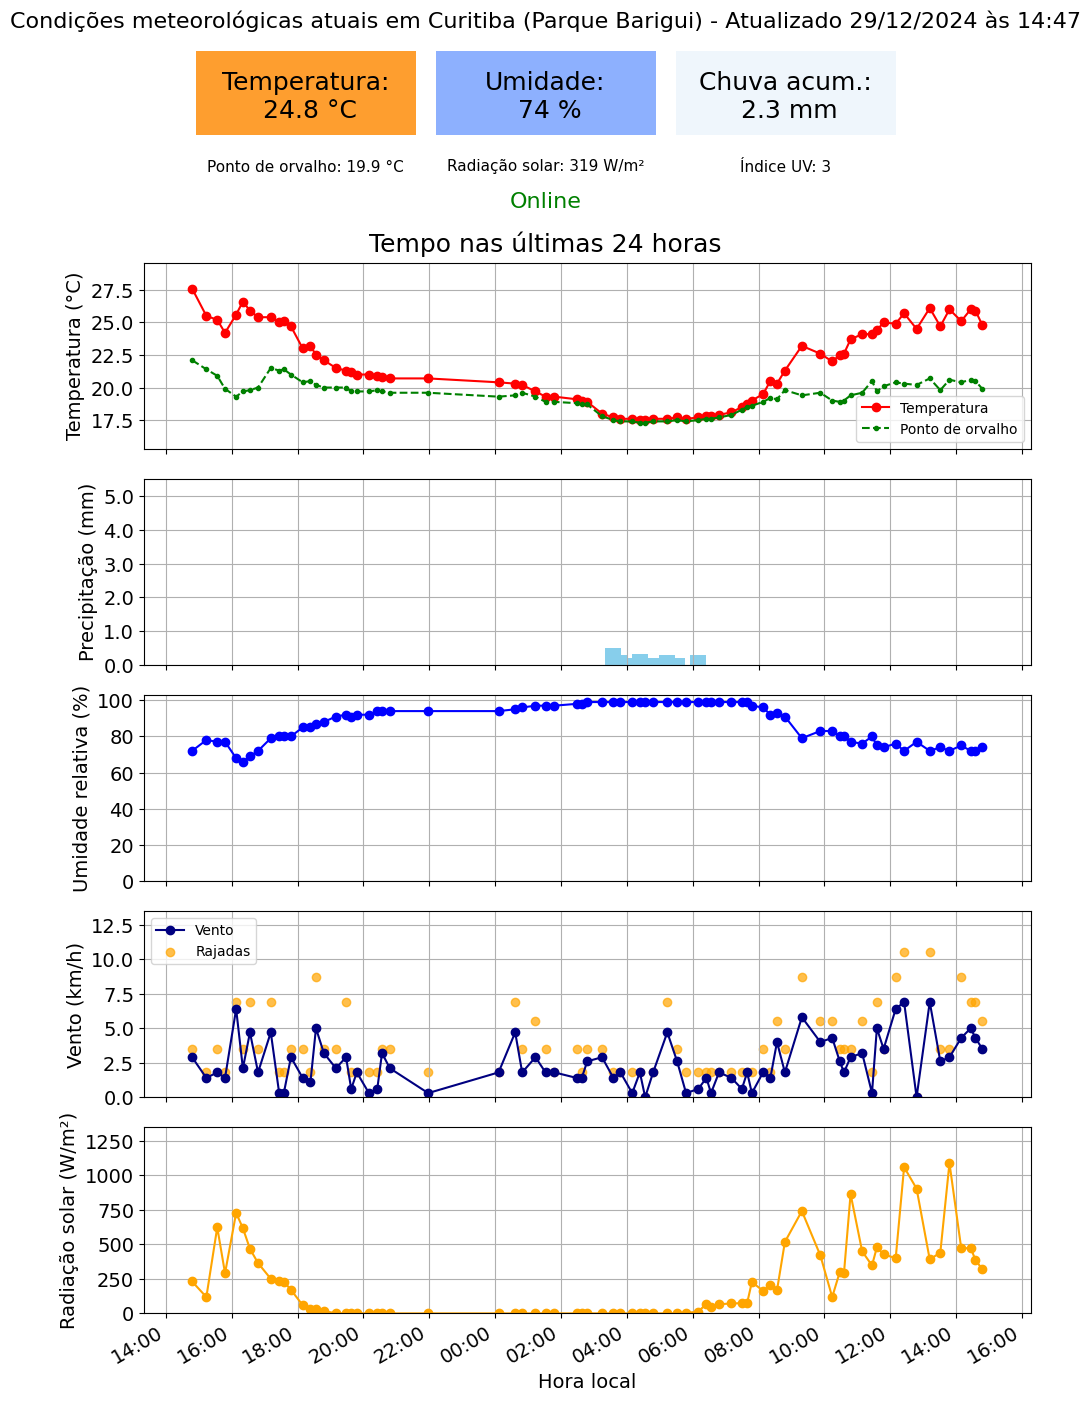 Condições meteorológicas atuais em Curitiba (Parque Barigui) - Atualizado 29/12/2024 às 14:47
Temperatura:
24.8 °C
Umidade:
74 %
Chuva acum.:
2.3 mm
Ponto de orvalho: 19.9 °C
Radiação solar: 319 W/m²
Índice UV: 3
Online
Tempo nas últimas 24 horas
Temperatura (°C)
27.5
25.0
22.5
20.0
17.5
Temperatura
Ponto de orvalho
Precipitação (mm)
5.0
4.0
3.0
2.0
1.0
0.0
Umidade relativa (%)
100
80
60
40
20
0
Vento (km/h)
12.5
10.0
7.5
5.0
2.5
0.0
Vento
Rajadas
Radiação solar (W/m²)
1250
1000
750
500
250
0
14:00
16:00
18:00
20:00
22:00
00:00
02:00
04:00
06:00
08:00
10:00
12:00
14:00
16:00
Hora local